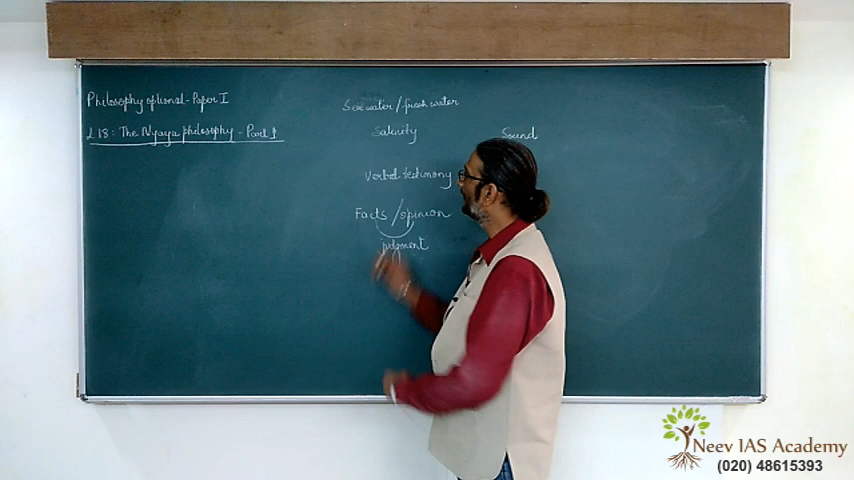 Philosophy optional - Paper I
L18: The Nyaya philosophy - Part 1
Sea water / fresh water
Salinity
Sound
Verbal testimony
Facts / opinion
judgment
Neev IAS Academy
(020) 48615393